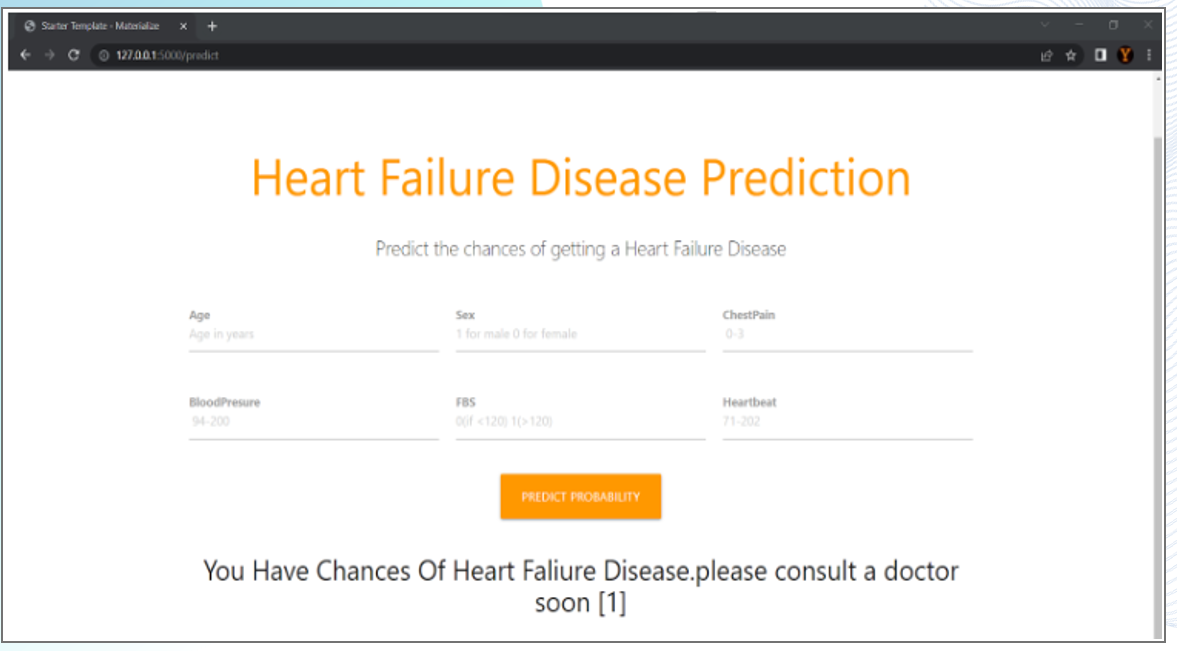 Starter Template - Materialize
127.0.0.1:5000/predict
Y
Heart Failure Disease Prediction
Predict the chances of getting a Heart Failure Disease
Age Sex ChestPain
Age in years 1 for male 0 for female 0-3
BloodPresure FBS Heartbeat
94-200 0(if <120) 1(>120) 71-202
PREDICT PROBABILITY
You Have Chances Of Heart Faliure Disease.please consult a doctor
soon [1]